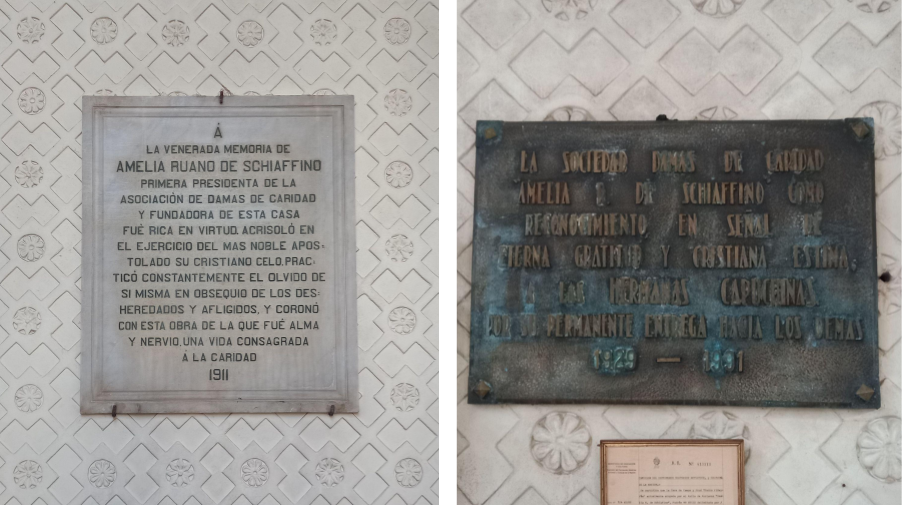 Á
LA VENERADA MEMORIA DE
AMELIA RUANO DE SCHIAFFINO
PRIMERA PRESIDENTA DE LA
ASOCIACIÓN DE DAMAS DE CARIDAD
Y FUNDADORA DE ESTA CASA
FUÉ RICA EN VIRTUD. ACRISOLÓ EN
EL EJERCICIO DEL MAS NOBLE APOS:
TOLADO SU CRISTIANO CELO. PRAC:
TICÓ CONSTANTEMENTE EL OLVIDO DE
SI MISMA EN OBSEQUIO DE LOS DES:
HEREDADOS Y AFLIGIDOS, Y CORONÓ
CON ESTA OBRA DE LA QUE FUÉ ALMA
Y NERVIO, UNA VIDA CONSAGRADA
Á LA CARIDAD
1911
LA SOCIEDAD DAMAS DE CARIDAD
AMELIA R. DE SCHIAFFINO COMO
RECONOCIMIENTO EN SEÑAL DE
ETERNA GRATITUD Y CRISTIANA ESTIMA,
A LAS HERMANAS CAPUCHINAS
POR SU PERMANENTE ENTREGA HACIA LOS DEMAS
1929 —